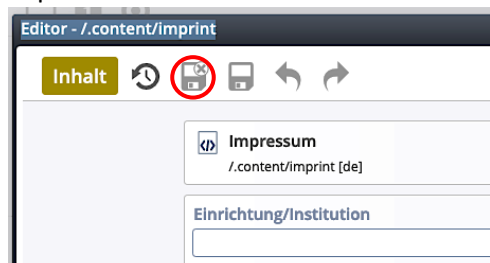 Editor - /.content/imprint
Inhalt
Impressum
/.content/imprint [de]
Einrichtung/Institution